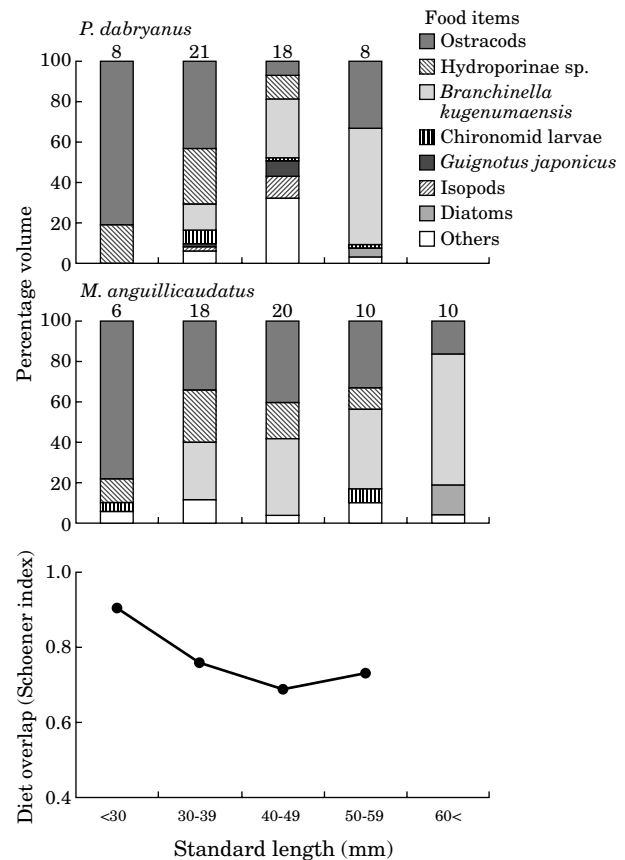 P. dabryanus
8 21 18 8
100
80
60
40
20
0
Food items
Ostracods
Hydroporinae sp.
Branchinella
kugenumaensis
Chironomid larvae
Guignotus japonicus
Isopods
Diatoms
Others
Percentage volume
M. anguillicaudatus
6 18 20 10 10
100
80
60
40
20
0
Diet overlap (Schoener index)
1.0
0.8
0.6
0.4
<30 30-39 40-49 50-59 60<
Standard length (mm)